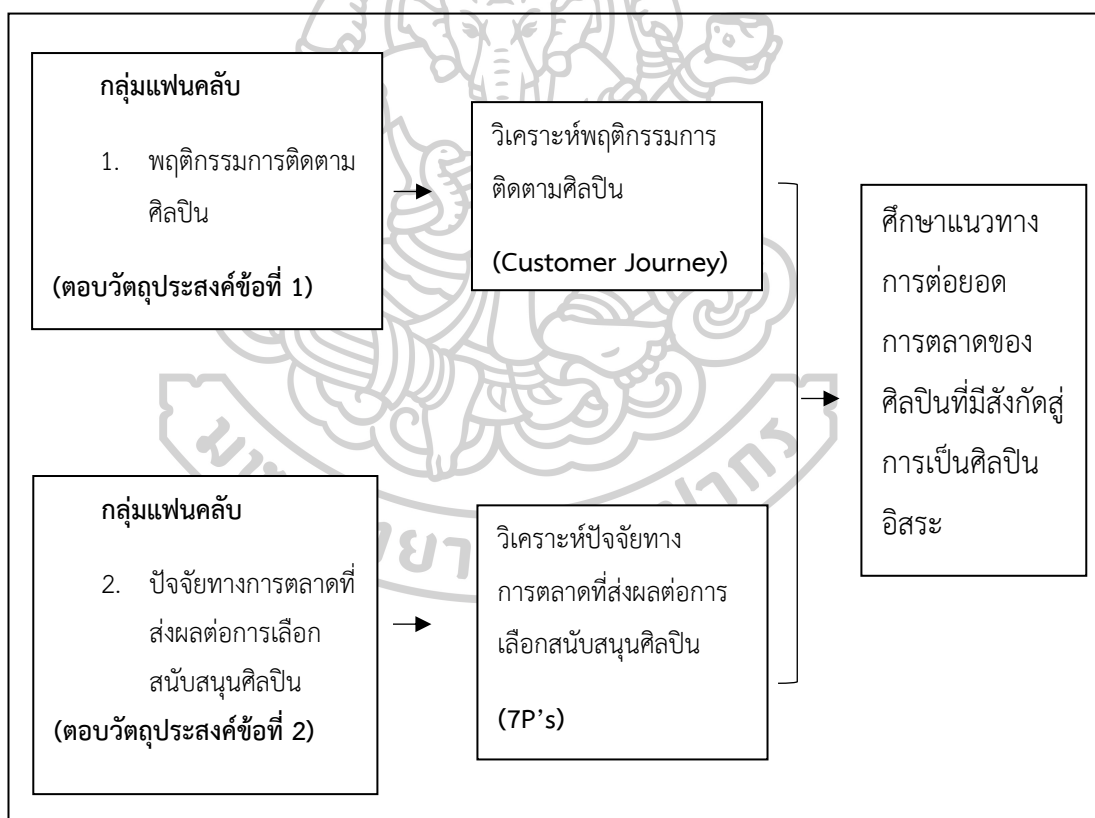 กลุ่มแฟนคลับ
1. พฤติกรรมการติดตาม
ศิลปิน
(ตอบวัตถุประสงค์ข้อที่ 1)
วิเคราะห์พฤติกรรมการ
ติดตามศิลปิน
(Customer Journey)
กลุ่มแฟนคลับ
2. ปัจจัยทางการตลาดที่
ส่งผลต่อการเลือก
สนับสนุนศิลปิน
(ตอบวัตถุประสงค์ข้อที่ 2)
วิเคราะห์ปัจจัยทาง
การตลาดที่ส่งผลต่อการ
เลือกสนับสนุนศิลปิน
(7P's)
ศึกษาแนวทาง
การต่อยอด
การตลาดของ
ศิลปินที่มีสังกัดสู่
การเป็นศิลปิน
อิสระ